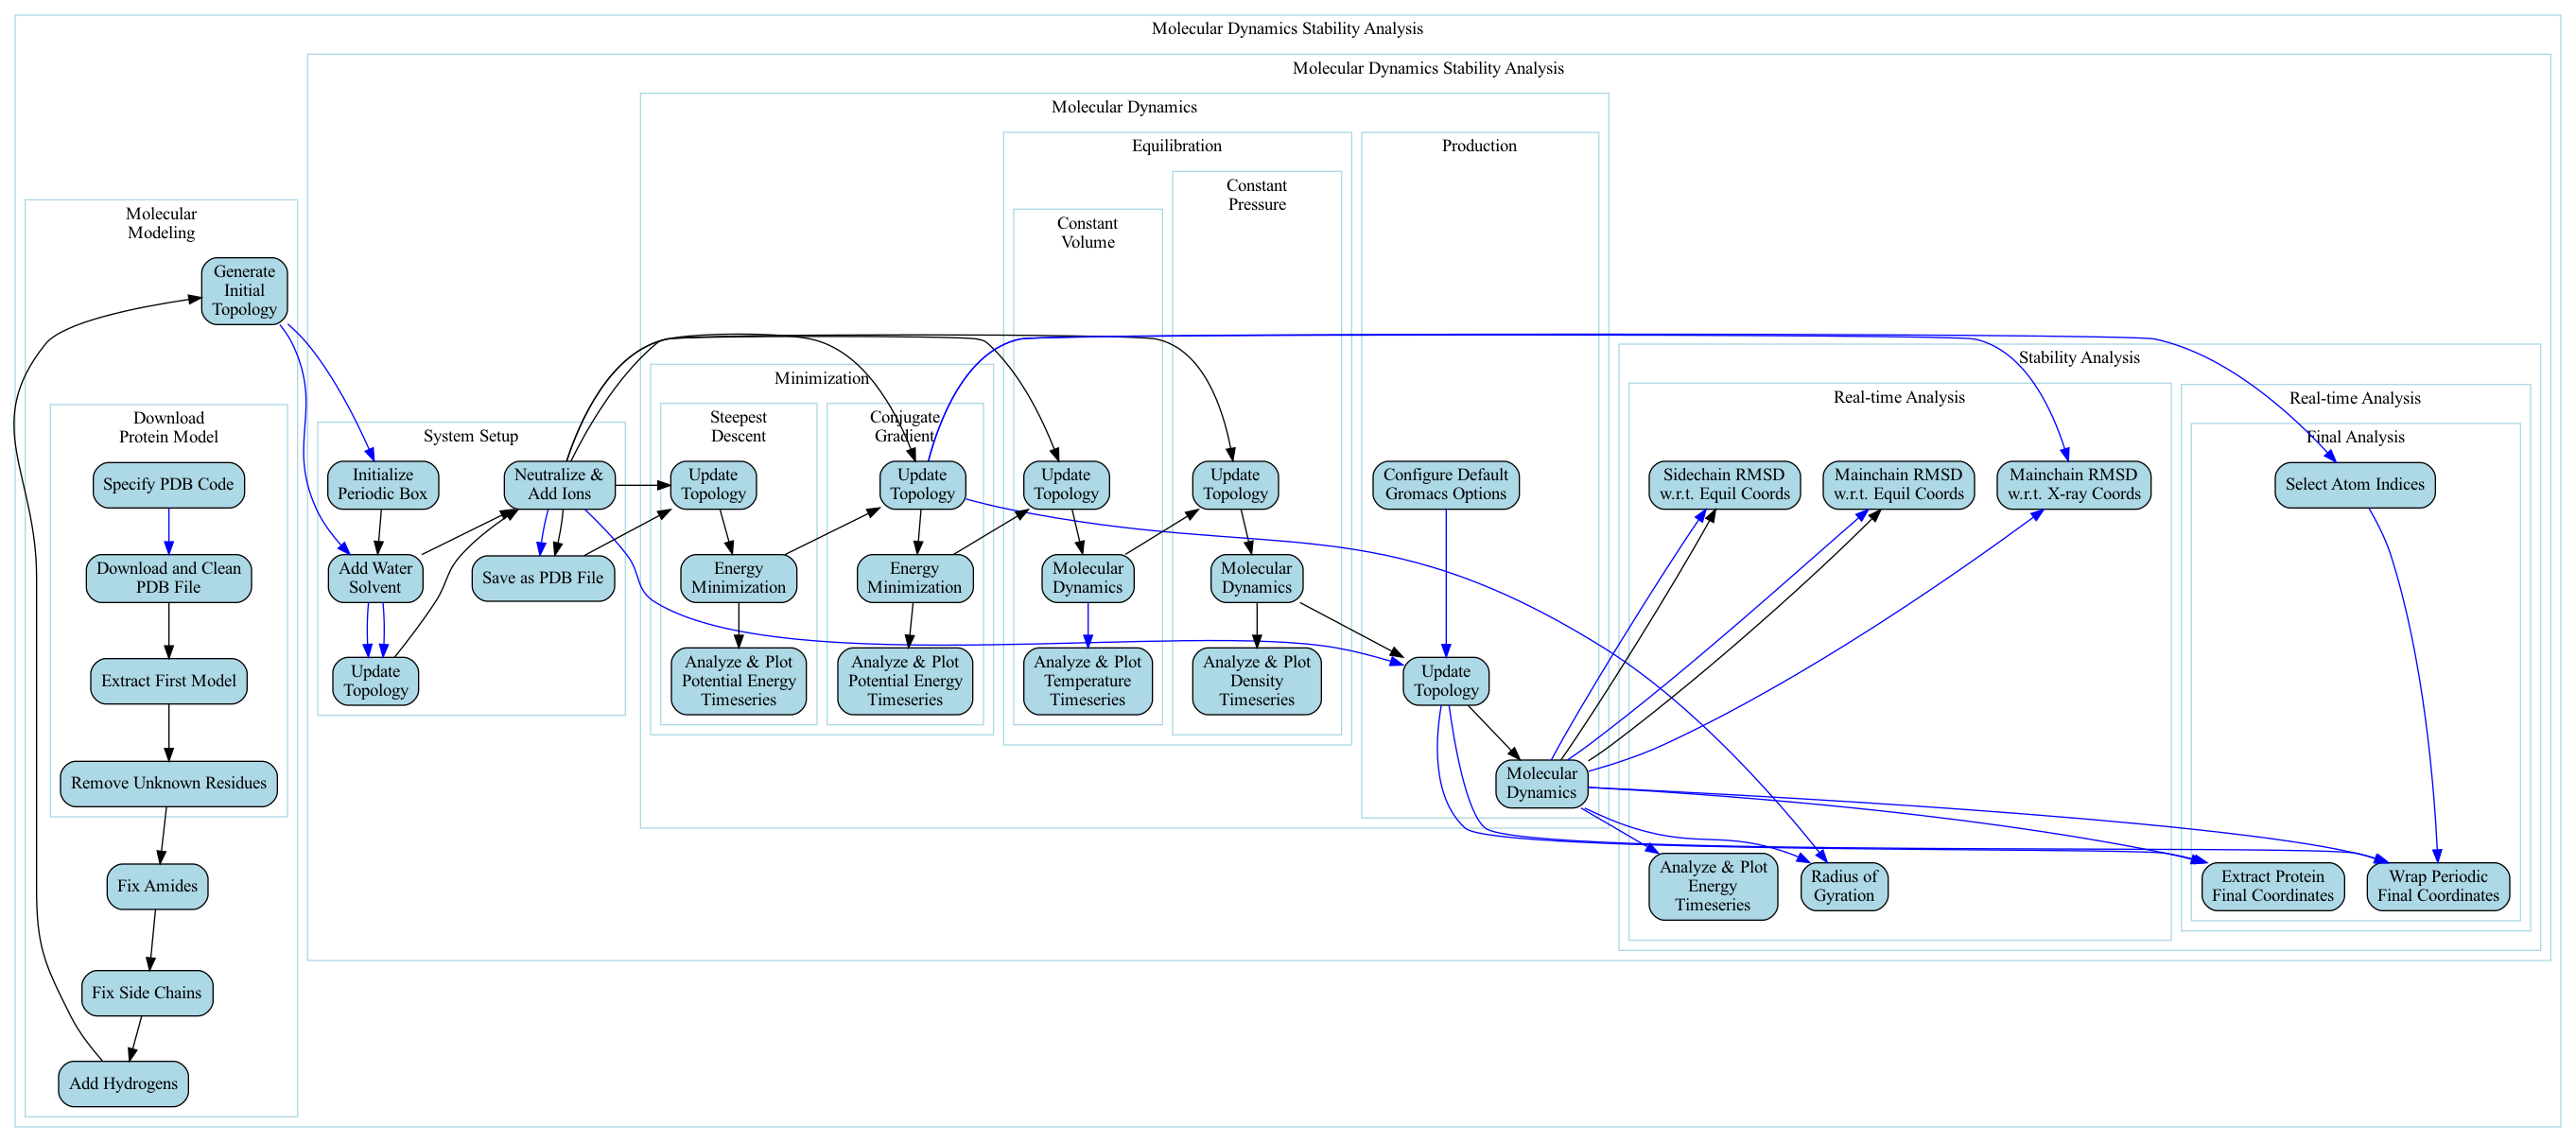 Molecular Dynamics Stability Analysis
Molecular Dynamics Stability Analysis
Molecular
Modeling
Generate
Initial
Topology
Download
Protein Model
Specify PDB Code
Download and Clean
PDB File
Extract First Model
Remove Unknown Residues
Fix Amides
Fix Side Chains
Add Hydrogens
System Setup
Initialize
Periodic Box
Neutralize &
Add Ions
Add Water
Solvent
Save as PDB File
Update
Topology
Molecular Dynamics
Minimization
Steepest
Descent
Update
Topology
Energy
Minimization
Analyze & Plot
Potential Energy
Timeseries
Conjugate
Gradient
Update
Topology
Energy
Minimization
Analyze & Plot
Potential Energy
Timeseries
Equilibration
Constant
Volume
Update
Topology
Molecular
Dynamics
Analyze & Plot
Temperature
Timeseries
Constant
Pressure
Update
Topology
Molecular
Dynamics
Analyze & Plot
Density
Timeseries
Production
Configure Default
Gromacs Options
Update
Topology
Molecular
Dynamics
Stability Analysis
Real-time Analysis
Sidechain RMSD
w.r.t. Equil Coords
Mainchain RMSD
w.r.t. Equil Coords
Mainchain RMSD
w.r.t. X-ray Coords
Analyze & Plot
Energy
Timeseries
Radius of
Gyration
Real-time Analysis
Final Analysis
Select Atom Indices
Extract Protein
Final Coordinates
Wrap Periodic
Final Coordinates